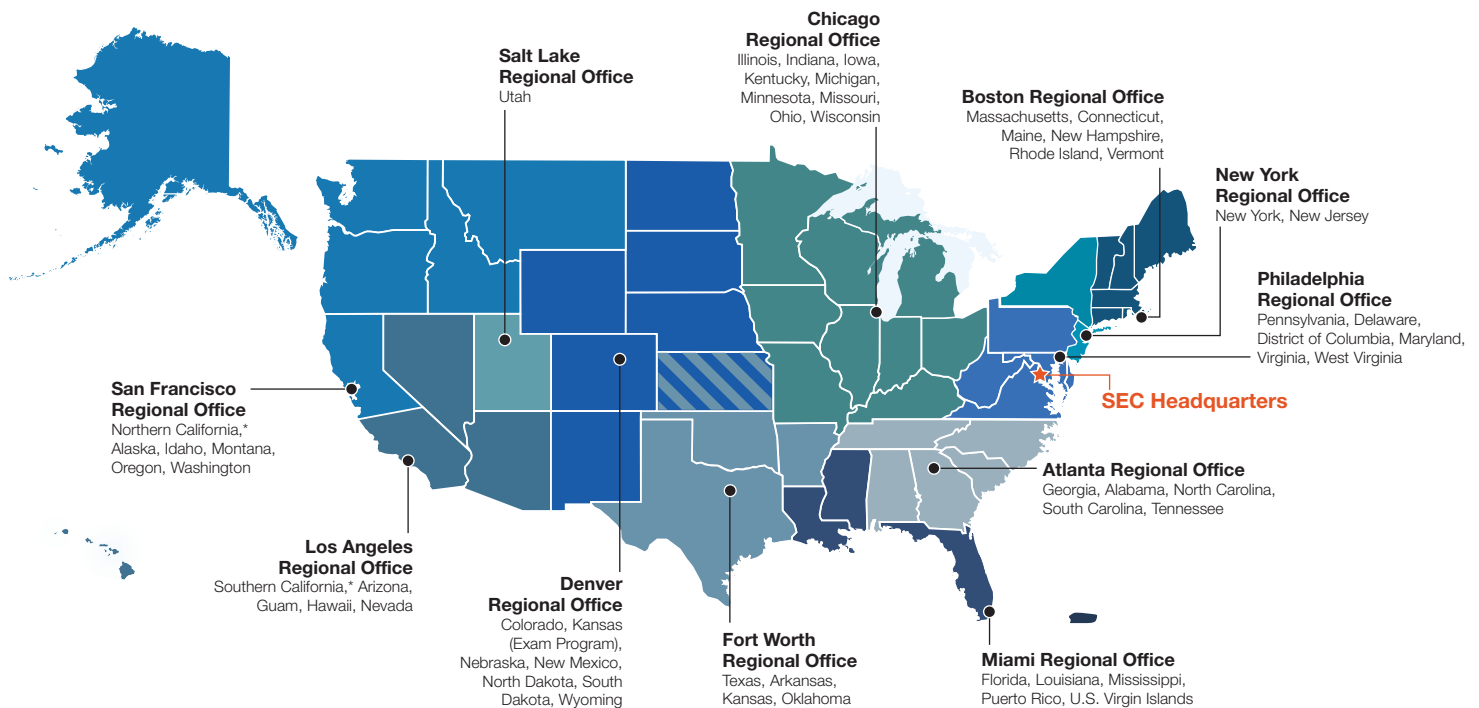 Chicago
Regional Office
Illinois, Indiana, Iowa,
Kentucky, Michigan,
Minnesota, Missouri,
Ohio, Wisconsin
Salt Lake
Regional Office
Utah
Boston Regional Office
Massachusetts, Connecticut,
Maine, New Hampshire,
Rhode Island, Vermont
New York
Regional Office
New York, New Jersey
Philadelphia
Regional Office
Pennsylvania, Delaware,
District of Columbia, Maryland,
Virginia, West Virginia
SEC Headquarters
San Francisco
Regional Office
Northern California,*
Alaska, Idaho, Montana,
Oregon, Washington
Atlanta Regional Office
Georgia, Alabama, North Carolina,
South Carolina, Tennessee
Los Angeles
Regional Office
Southern California,* Arizona,
Guam, Hawaii, Nevada
Denver
Regional Office
Colorado, Kansas
(Exam Program),
Nebraska, New Mexico,
North Dakota, South
Dakota, Wyoming
Fort Worth
Regional Office
Texas, Arkansas,
Kansas, Oklahoma
Miami Regional Office
Florida, Louisiana, Mississippi,
Puerto Rico, U.S. Virgin Islands